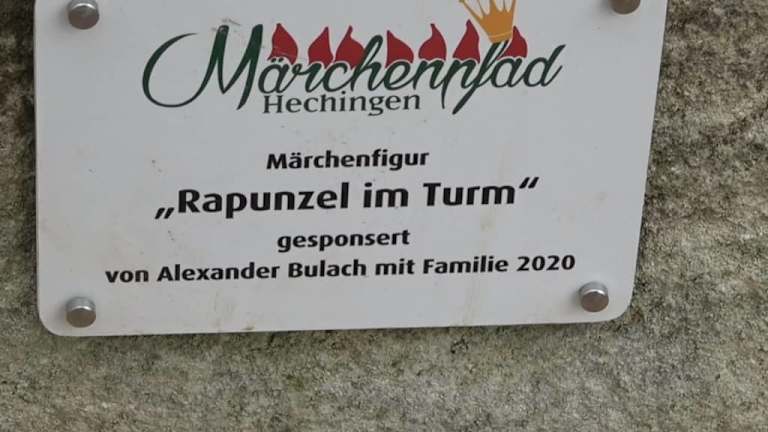 Märchenpfad
Hechingen
Märchenfigur
„Rapunzel im Turm“
gesponsert
von Alexander Bulach mit Familie 2020